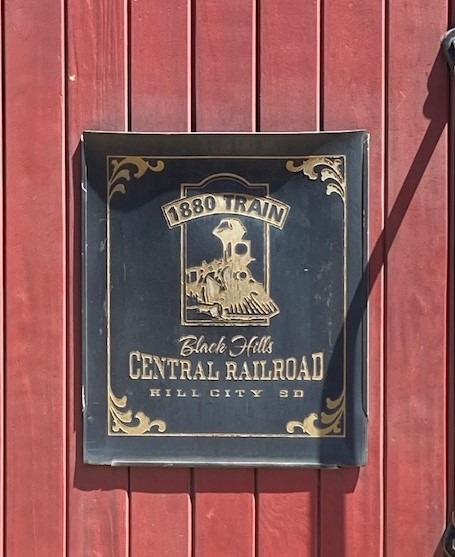 1880 TRAIN
Black Hills
CENTRAL RAILROAD
HILL CITY SD